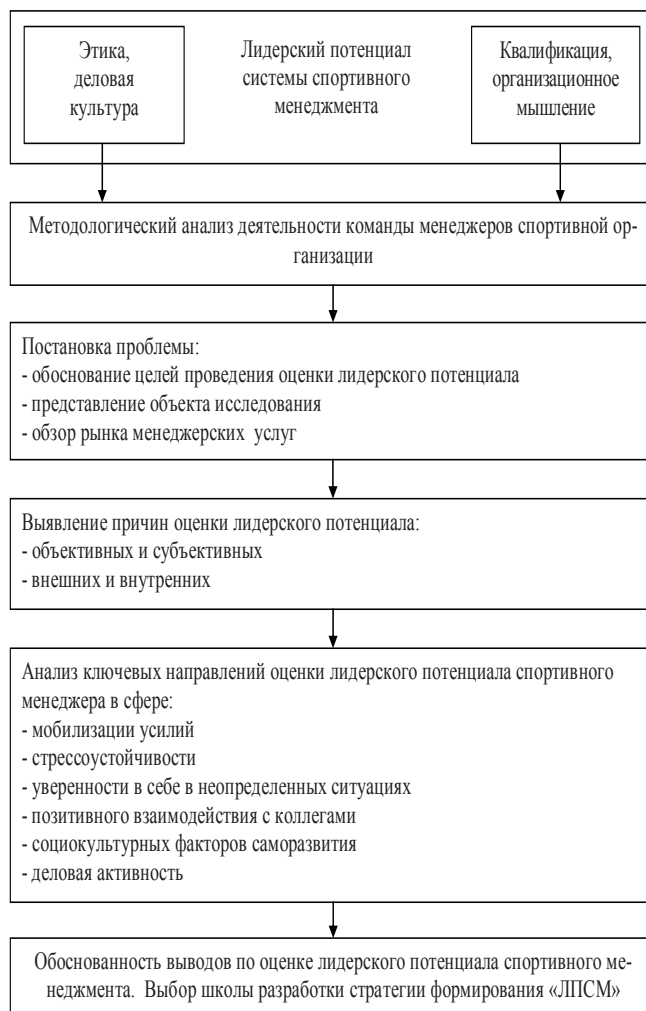 Этика,
деловая
культура
Лидерский потенциал
системы спортивного
менеджмента
Квалификация,
организационное
мышление
Методологический анализ деятельности команды менеджеров спортивной ор-
ганизации
Постановка проблемы:
- обоснование целей проведения оценки лидерского потенциала
- представление объекта исследования
- обзор рынка менеджерских услуг
Выявление причин оценки лидерского потенциала:
- объективных и субъективных
- внешних и внутренних
Анализ ключевых направлений оценки лидерского потенциала спортивного
менеджера в сфере:
- мобилизации усилий
- стрессоустойчивости
- уверенности в себе в неопределенных ситуациях
- позитивного взаимодействия с коллегами
- социокультурных факторов саморазвития
- деловая активность
Обоснованность выводов по оценке лидерского потенциала спортивного ме-
неджмента. Выбор школы разработки стратегии формирования «ЛПСМ»